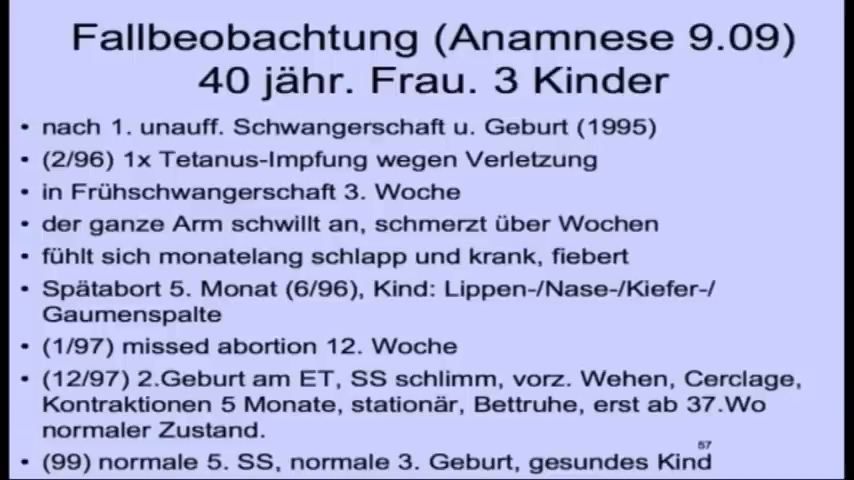 Fallbeobachtung (Anamnese 9.09)
40 jähr. Frau. 3 Kinder
• nach 1. unauff. Schwangerschaft u. Geburt (1995)
• (2/96) 1x Tetanus-Impfung wegen Verletzung
• in Frühschwangerschaft 3. Woche
• der ganze Arm schwillt an, schmerzt über Wochen
• fühlt sich monatelang schlapp und krank, fiebert
• Spätabort 5. Monat (6/96), Kind: Lippen-/Nase-/Kiefer-/
Gaumenspalte
• (1/97) missed abortion 12. Woche
• (12/97) 2.Geburt am ET, SS schlimm, vorz. Wehen, Cerclage,
Kontraktionen 5 Monate, stationär, Bettruhe, erst ab 37.Wo
normaler Zustand.
57
• (99) normale 5. SS, normale 3. Geburt, gesundes Kind